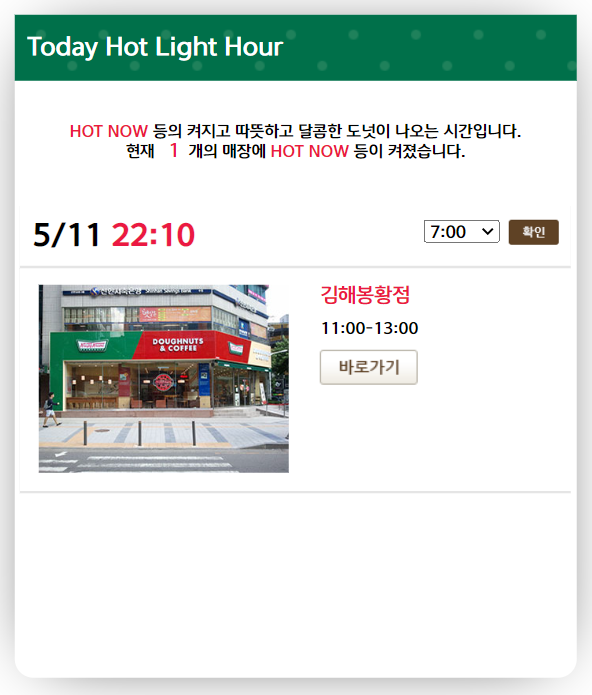 Today Hot Light Hour
HOT NOW 등의 켜지고 따뜻하고 달콤한 도넛이 나오는 시간입니다.
현재 1 개의 매장에 HOT NOW 등이 켜졌습니다.
5/11 22:10
7:00
확인
김해봉황점
11:00-13:00
바로가기
DOUGHNUTS
& COFFEE